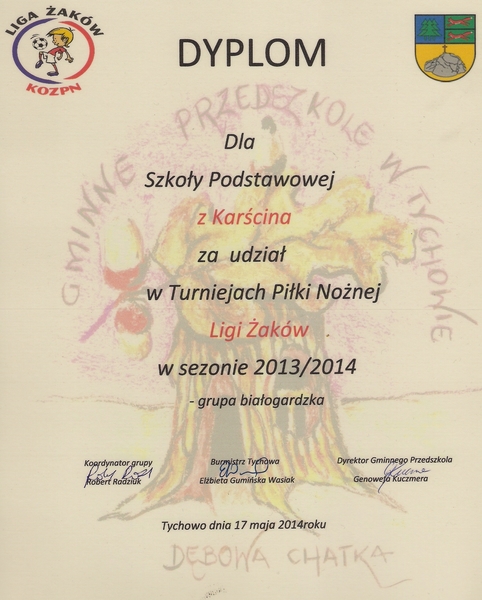 LIGA ŻAKÓW
KOZPN
DYPLOM
GMINNE PRZEDSZKOLE W TYCHOWIE
Dla
Szkoły Podstawowej
z Karścina
za udział
w Turniejach Piłki Nożnej
Ligi Żaków
w sezonie 2013/2014
- grupa białogardzka
Koordynator grupy
Robert Radziuk
Burmistrz Tychowa
Elżbieta Gumińska Wasiak
Dyrektor Gminnego Przedszkola
Genowefa Kuczmera
Tychowo dnia 17 maja 2014roku
DĘBOWA CHATKA